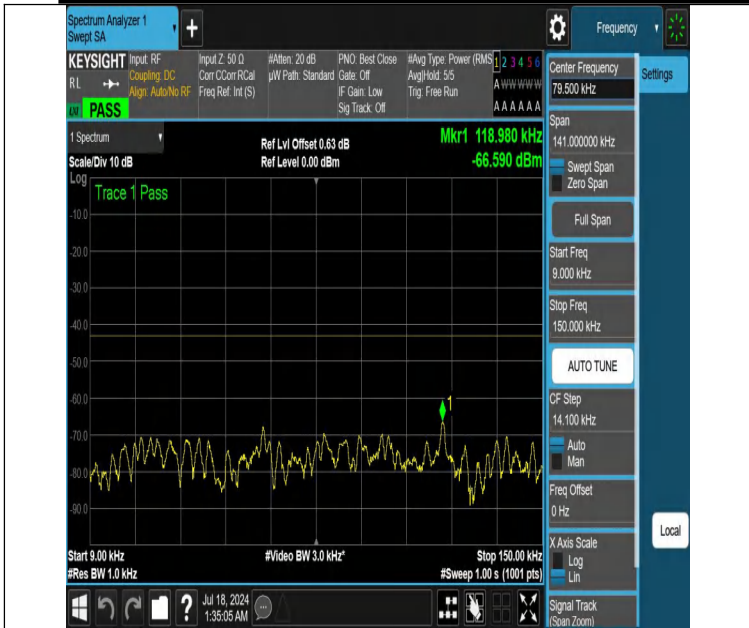 Spectrum Analyzer 1
Swept SA
Frequency
KEYSIGHT
RL
PASS
Input: RF
Coupling: DC
Align: Auto/No RF
Input Z: 50 Ω
Corr CCorr RCal
Freq Ref: Int (S)
#Atten: 20 dB
µW Path: Standard
PNO: Best Close
Gate: Off
IF Gain: Low
Sig Track: Off
#Avg Type: Power (RMS
Avg|Hold: 5/5
Trig: Free Run
1 2 3 4 5 6
A W W W W W
A A A A A A
1 Spectrum
Scale/Div 10 dB
Log
Ref Lvl Offset 0.63 dB
Ref Level 0.00 dBm
Mkr1 118.980 kHz
-66.590 dBm
Trace 1 Pass
-10.0
-20.0
-30.0
-40.0
-50.0
-60.0
-70.0
-80.0
-90.0
1
Start 9.00 kHz
#Res BW 1.0 kHz
#Video BW 3.0 kHz*
Stop 150.00 kHz
#Sweep 1.00 s (1001 pts)
Jul 18, 2024
1:35:05 AM
Center Frequency
79.500 kHz
Settings
Span
141.000000 kHz
Swept Span
Zero Span
Full Span
Start Freq
9.000 kHz
Stop Freq
150.000 kHz
AUTO TUNE
CF Step
14.100 kHz
Auto
Man
Freq Offset
0 Hz
X Axis Scale
Log
Lin
Local
Signal Track
(Span Zoom)